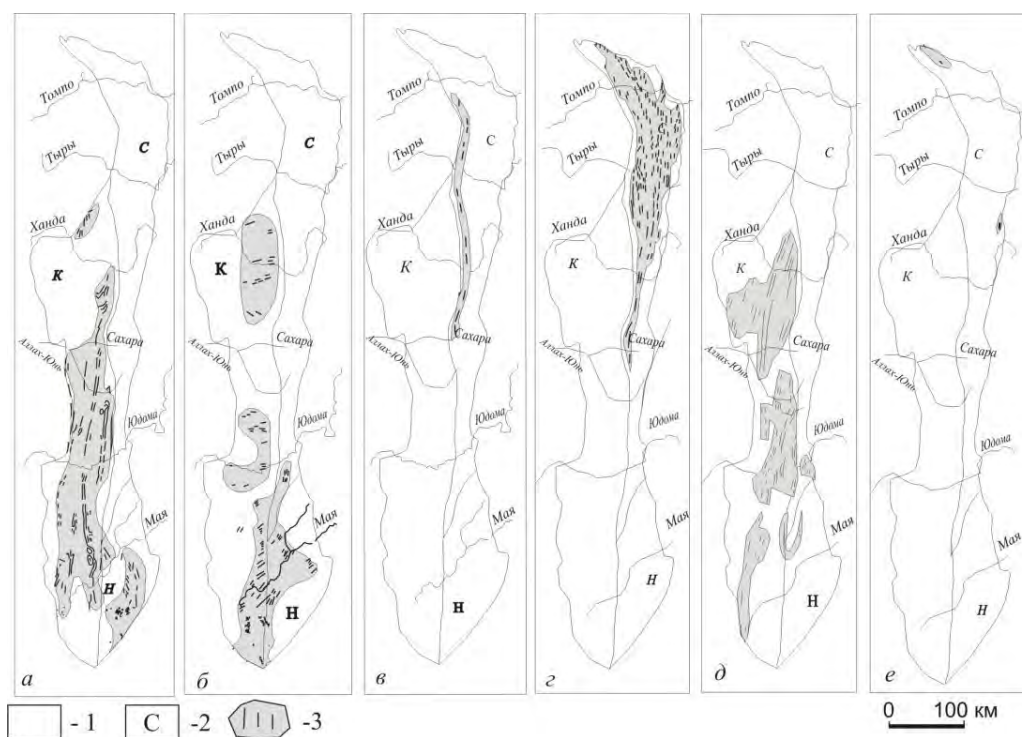 Томпо
С
Тыры
Ханда
К
Сахара
Аллах-Юнь
Юдома
Мая
Н
а
Томпо
С
Тыры
Ханда
К
Сахара
Аллах-Юнь
Юдома
Мая
Н
б
Томпо
С
Тыры
Ханда
К
Сахара
Аллах-Юнь
Юдома
Мая
Н
в
Томпо
С
Тыры
Ханда
К
Сахара
Аллах-Юнь
Юдома
Мая
Н
г
Томпо
С
Тыры
Ханда
К
Сахара
Аллах-Юнь
Юдома
Мая
Н
д
Томпо
С
Тыры
Ханда
К
Сахара
Аллах-Юнь
Юдома
Мая
Н
е
- 1
С -2
-3
0 100 км